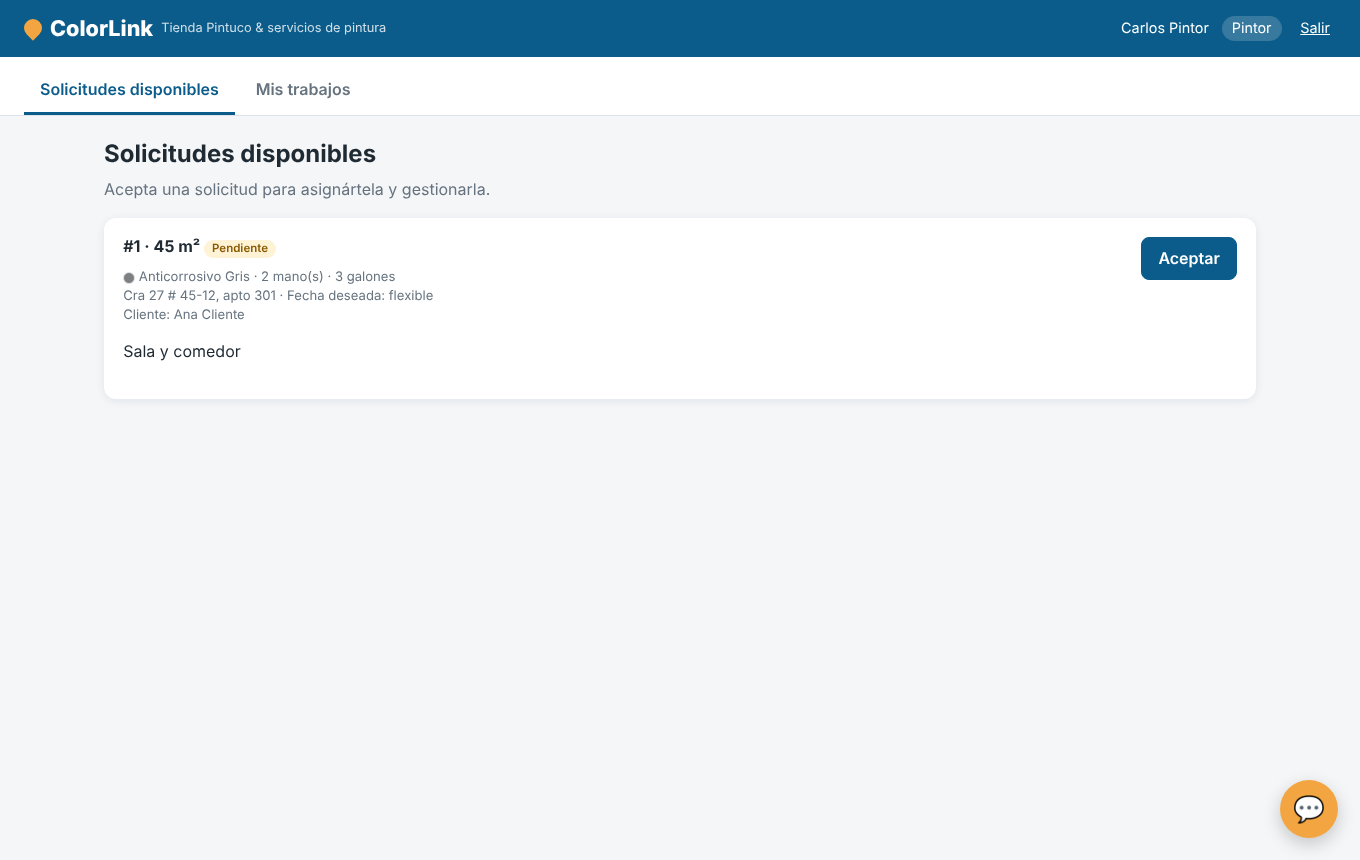 ColorLink Tienda Pintuco & servicios de pintura
Carlos Pintor Pintor Salir
Solicitudes disponibles Mis trabajos
Solicitudes disponibles
Acepta una solicitud para asignártela y gestionarla.
#1 · 45 m² Pendiente
Aceptar
Anticorrosivo Gris · 2 mano(s) · 3 galones
Cra 27 # 45-12, apto 301 · Fecha deseada: flexible
Cliente: Ana Cliente
Sala y comedor